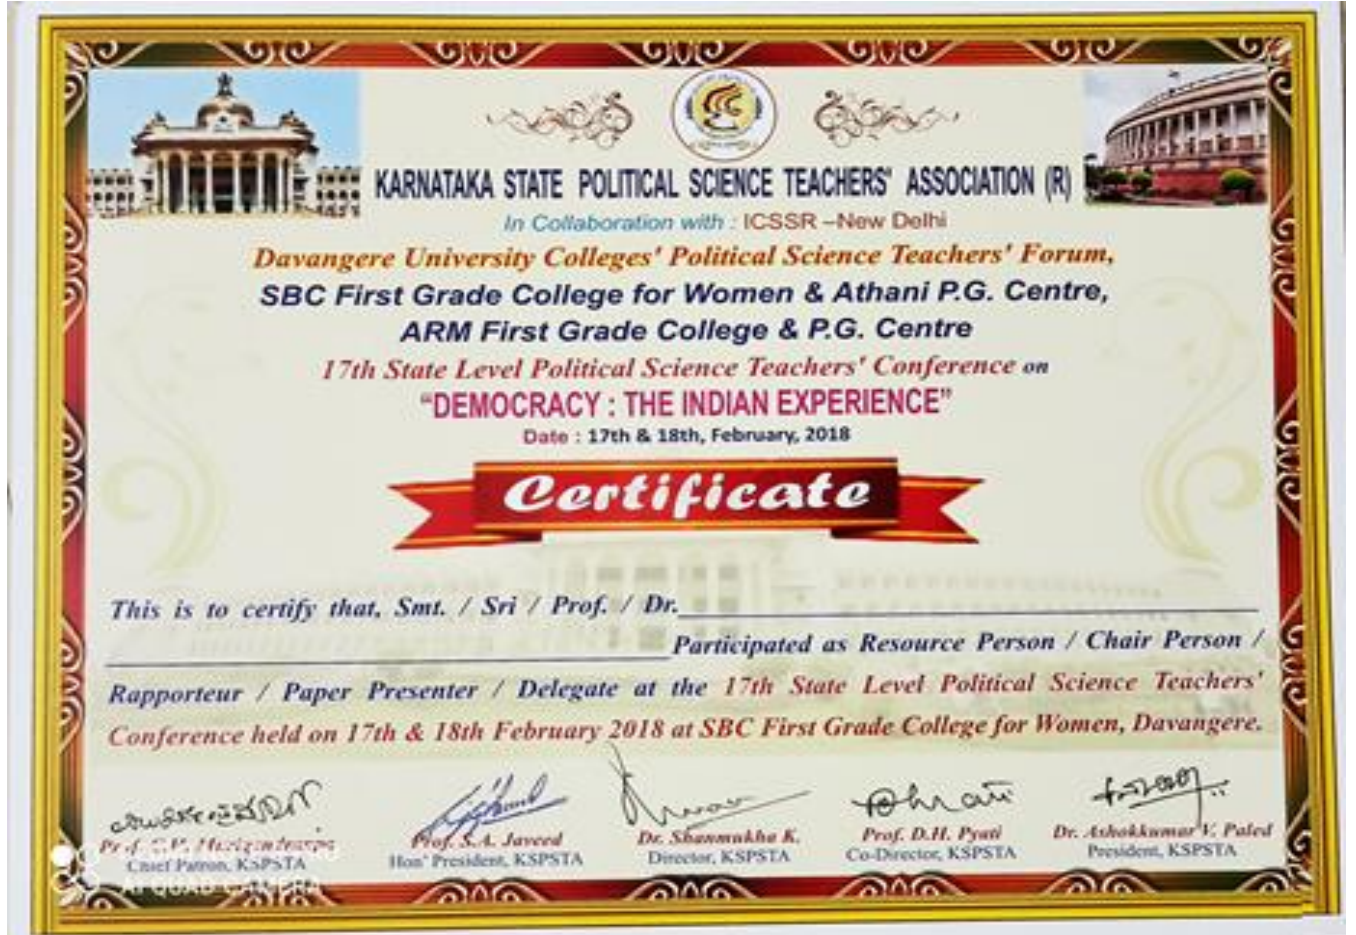 KARNATAKA STATE POLITICAL SCIENCE TEACHERS' ASSOCIATION (R)
In Collaboration with : ICSSR –New Delhi
Davangere University Colleges' Political Science Teachers' Forum,
SBC First Grade College for Women & Athani P.G. Centre,
ARM First Grade College & P.G. Centre
17th State Level Political Science Teachers' Conference on
“DEMOCRACY : THE INDIAN EXPERIENCE”
Date : 17th & 18th, February, 2018
Certificate
This is to certify that, Smt. / Sri / Prof. / Dr.
Participated as Resource Person / Chair Person /
Rapporteur / Paper Presenter / Delegate at the 17th State Level Political Science Teachers'
Conference held on 17th & 18th February 2018 at SBC First Grade College for Women, Davangere.
Prof. S.A. Javeed Dr. Shanmukha K. Prof. D.H. Pyati Dr. Ashokkumar V. Paled
Chief Patron, KSPSTA Hon' President, KSPSTA Director, KSPSTA Co-Director, KSPSTA President, KSPSTA
AI QUAD CAMERA